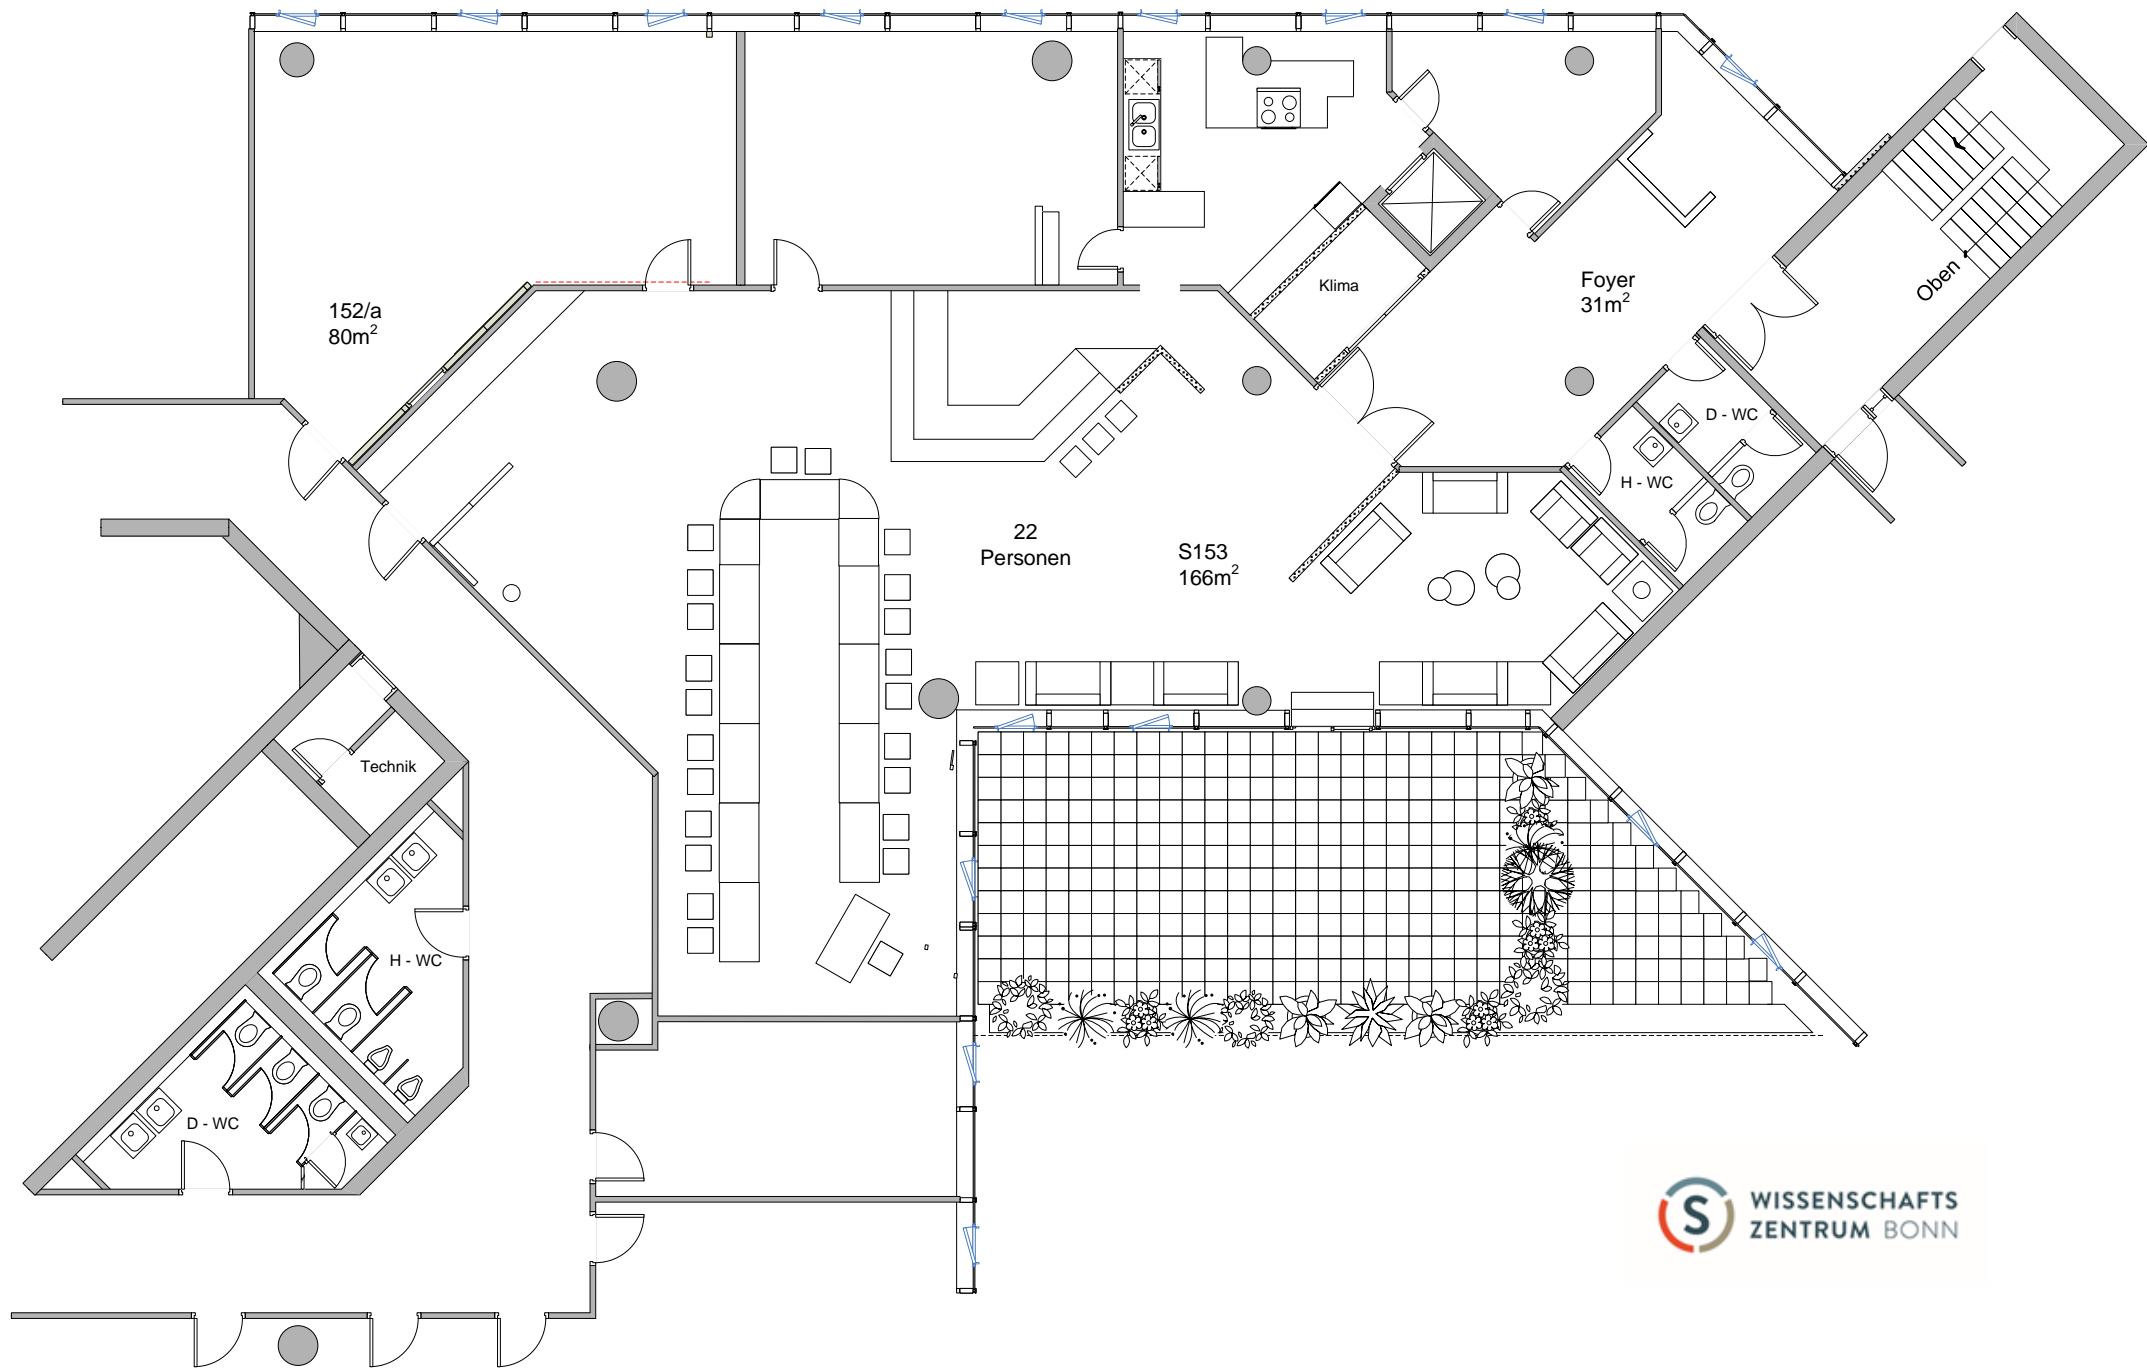 152/a
80m²
Klima
Foyer
31m²
Oben
D - WC
H - WC
22
Personen
S153
166m²
Technik
H - WC
D - WC
S
WISSENSCHAFTS
ZENTRUM BONN